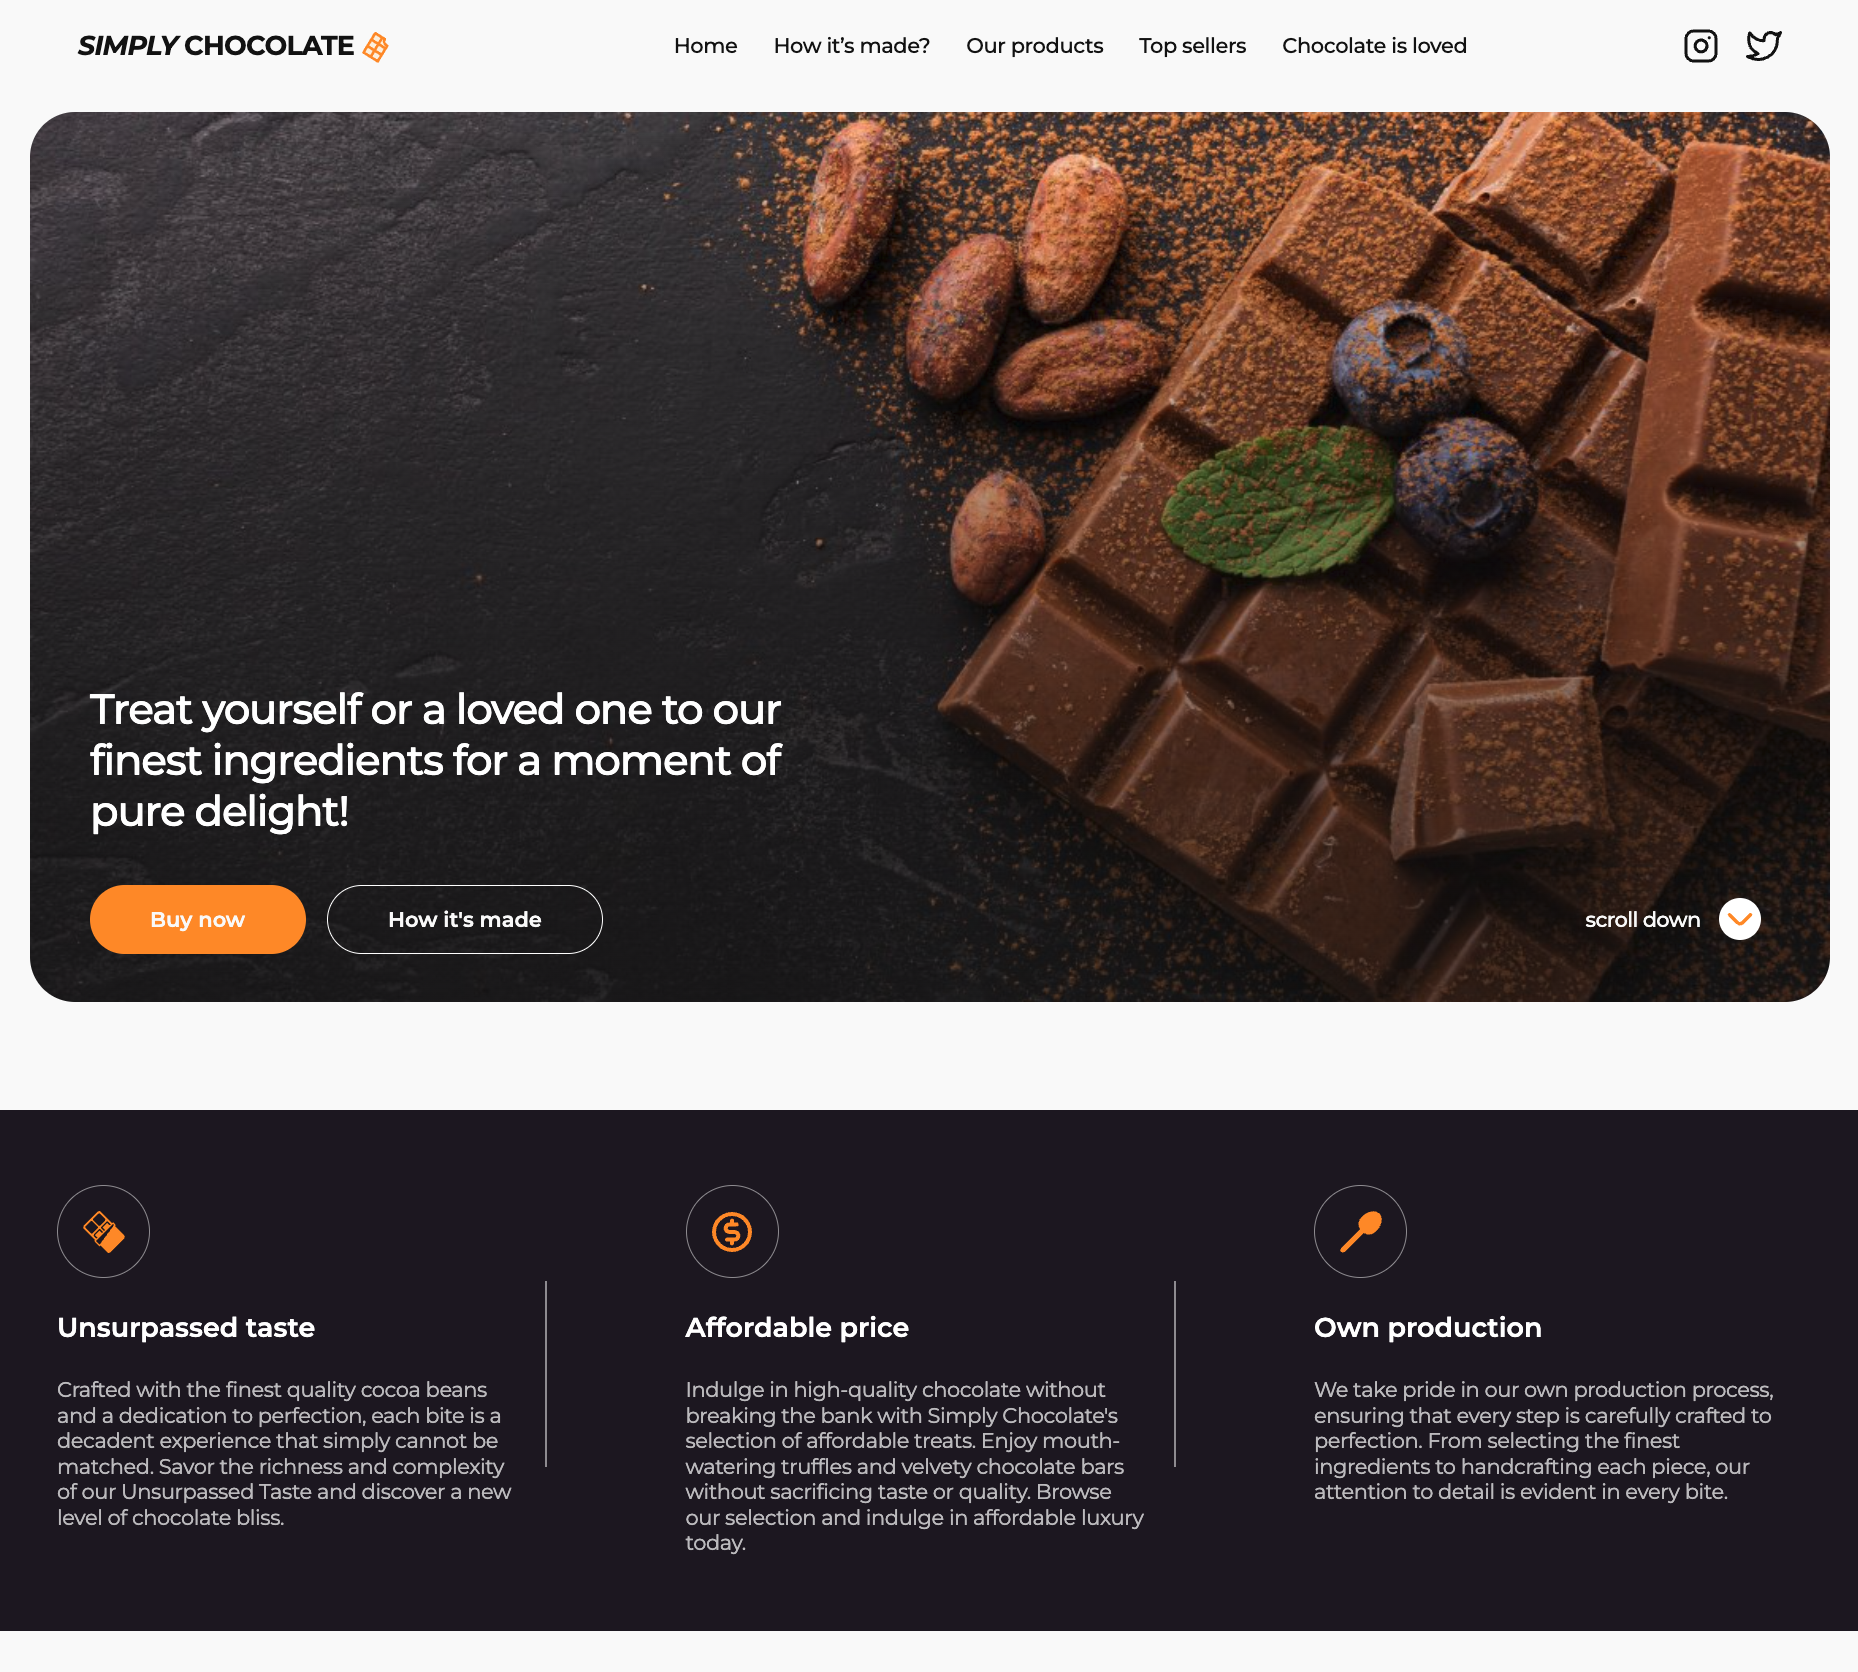 SIMPLY CHOCOLATE
Home How it’s made? Our products Top sellers Chocolate is loved
Treat yourself or a loved one to our
finest ingredients for a moment of
pure delight!
Buy now How it's made scroll down
Unsurpassed taste
Crafted with the finest quality cocoa beans
and a dedication to perfection, each bite is a
decadent experience that simply cannot be
matched. Savor the richness and complexity
of our Unsurpassed Taste and discover a new
level of chocolate bliss.
Affordable price
Indulge in high-quality chocolate without
breaking the bank with Simply Chocolate's
selection of affordable treats. Enjoy mouth-
watering truffles and velvety chocolate bars
without sacrificing taste or quality. Browse
our selection and indulge in affordable luxury
today.
Own production
We take pride in our own production process,
ensuring that every step is carefully crafted to
perfection. From selecting the finest
ingredients to handcrafting each piece, our
attention to detail is evident in every bite.